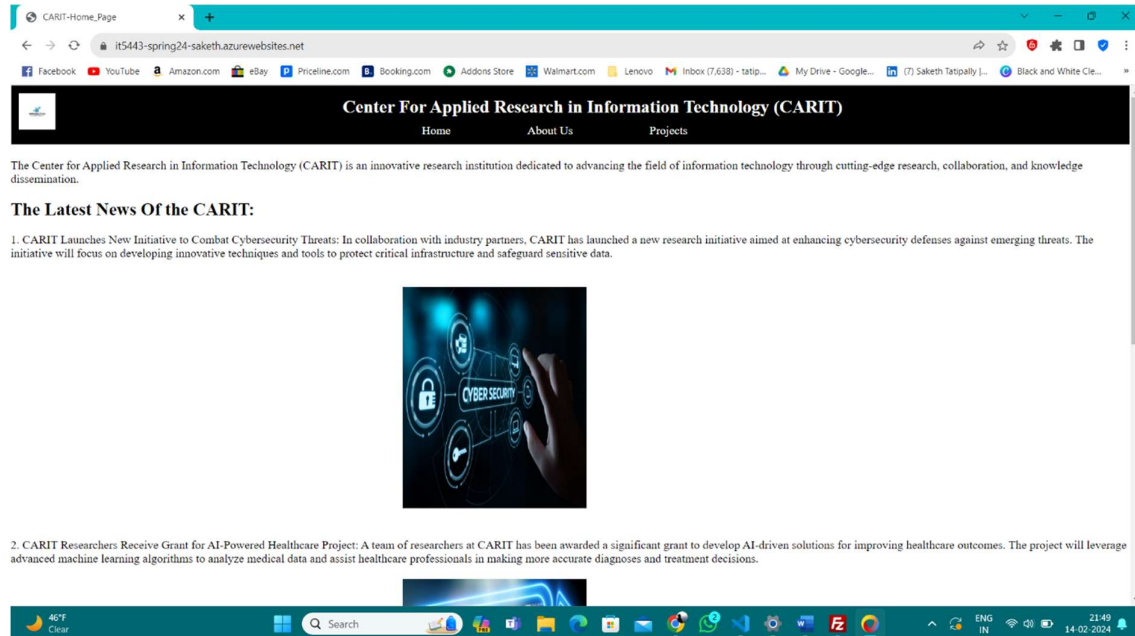 CARIT-Home_Page
it5443-spring24-saketh.azurewebsites.net
Facebook YouTube Amazon.com eBay Priceline.com Booking.com Addons Store Walmart.com Lenovo Inbox (7,638) - tatip... My Drive - Google... (7) Saketh Tatipally |... Black and White Cle... »
Center For Applied Research in Information Technology (CARIT)
Home About Us Projects
The Center for Applied Research in Information Technology (CARIT) is an innovative research institution dedicated to advancing the field of information technology through cutting-edge research, collaboration, and knowledge
dissemination.
The Latest News Of the CARIT:
1. CARIT Launches New Initiative to Combat Cybersecurity Threats: In collaboration with industry partners, CARIT has launched a new research initiative aimed at enhancing cybersecurity defenses against emerging threats. The
initiative will focus on developing innovative techniques and tools to protect critical infrastructure and safeguard sensitive data.
CYBER SECURITY
2. CARIT Researchers Receive Grant for AI-Powered Healthcare Project: A team of researchers at CARIT has been awarded a significant grant to develop AI-driven solutions for improving healthcare outcomes. The project will leverage
advanced machine learning algorithms to analyze medical data and assist healthcare professionals in making more accurate diagnoses and treatment decisions.
46°F
Clear
Search
ENG
IN
21:49
14-02-2024